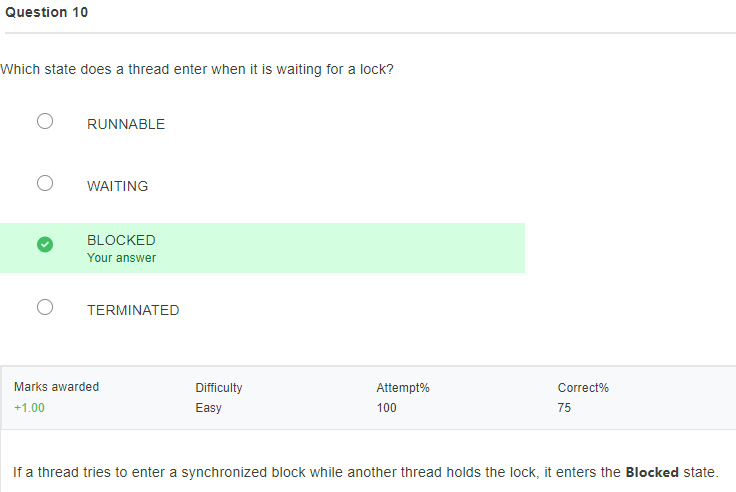 Question 10
Which state does a thread enter when it is waiting for a lock?
RUNNABLE
WAITING
BLOCKED
Your answer
TERMINATED
Marks awarded Difficulty Attempt% Correct%
+1.00 Easy 100 75
If a thread tries to enter a synchronized block while another thread holds the lock, it enters the Blocked state.